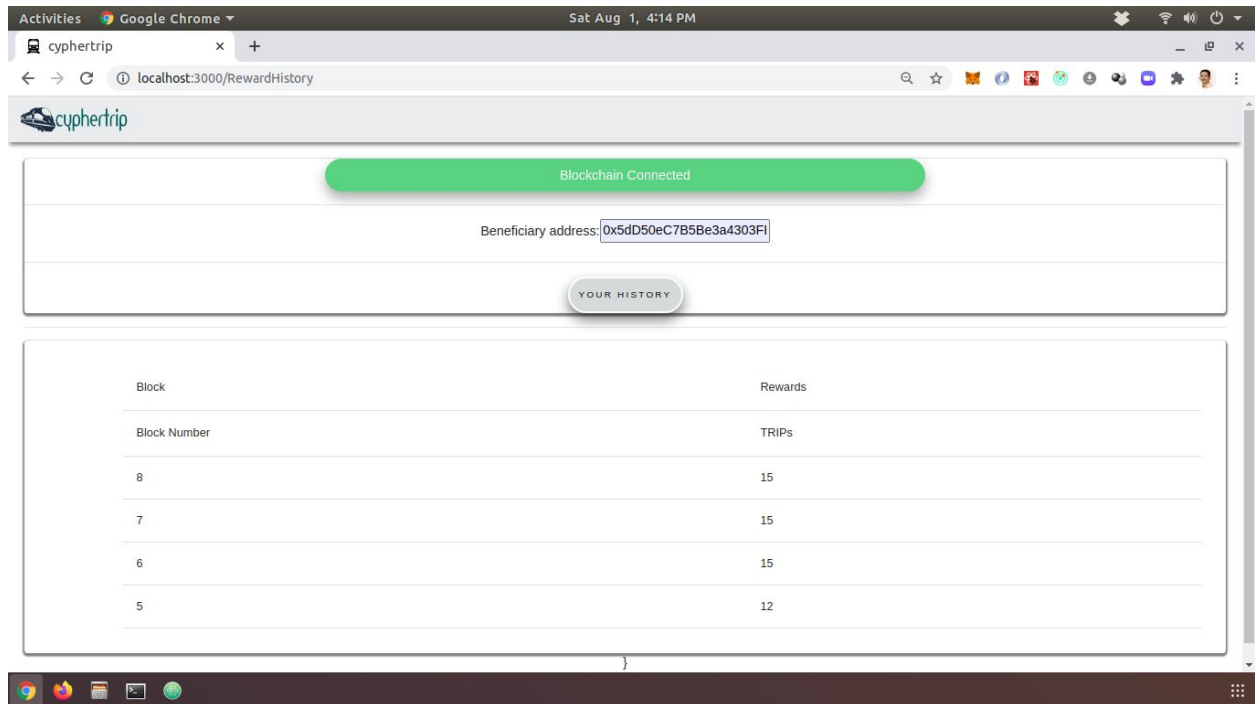 Activities Google Chrome Sat Aug 1, 4:14 PM
cyphertrip
localhost:3000/RewardHistory
cyphertrip
Blockchain Connected
Beneficiary address: 0x5dD50eC7B5Be3a4303F
YOUR HISTORY
Block Rewards
Block Number TRIPs
8 15
7 15
6 15
5 12
}